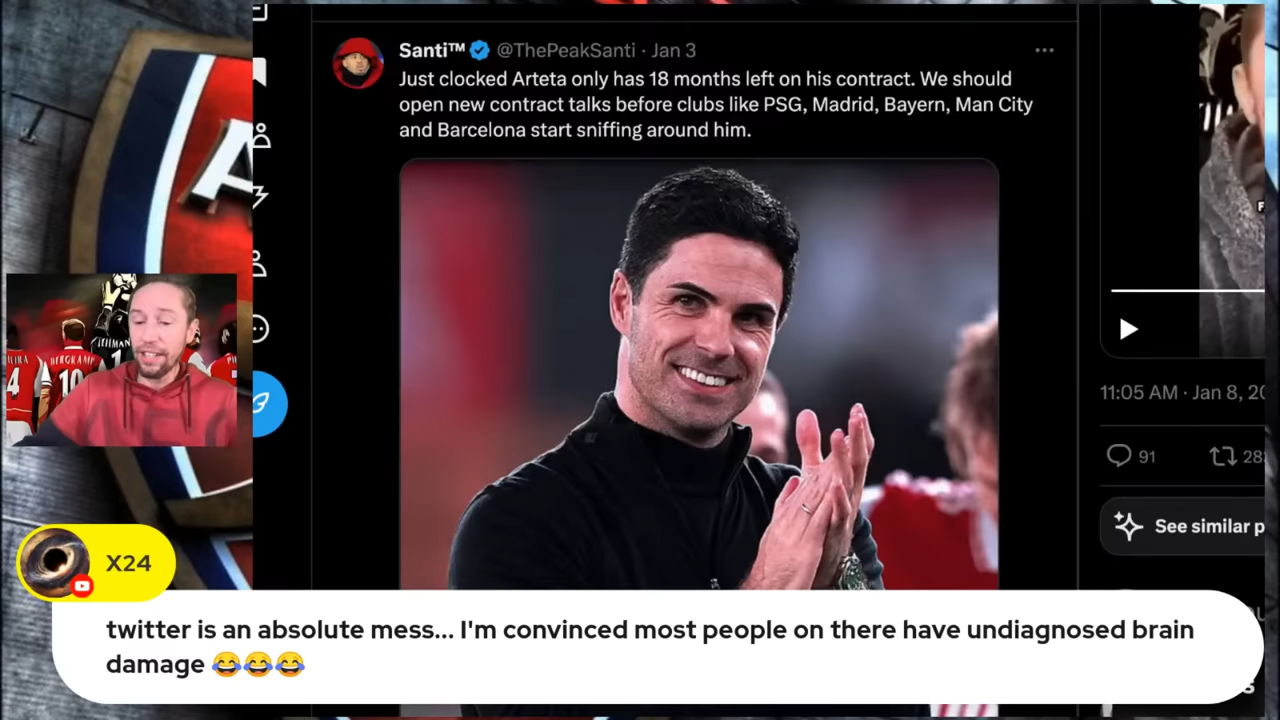 Santi™ @ThePeakSanti · Jan 3
Just clocked Arteta only has 18 months left on his contract. We should
open new contract talks before clubs like PSG, Madrid, Bayern, Man City
and Barcelona start sniffing around him.
BERGKAMP
10
4
11:05 AM · Jan 8, 20
91
28
See similar p
X24
twitter is an absolute mess... I'm convinced most people on there have undiagnosed brain
damage 😂😂😂